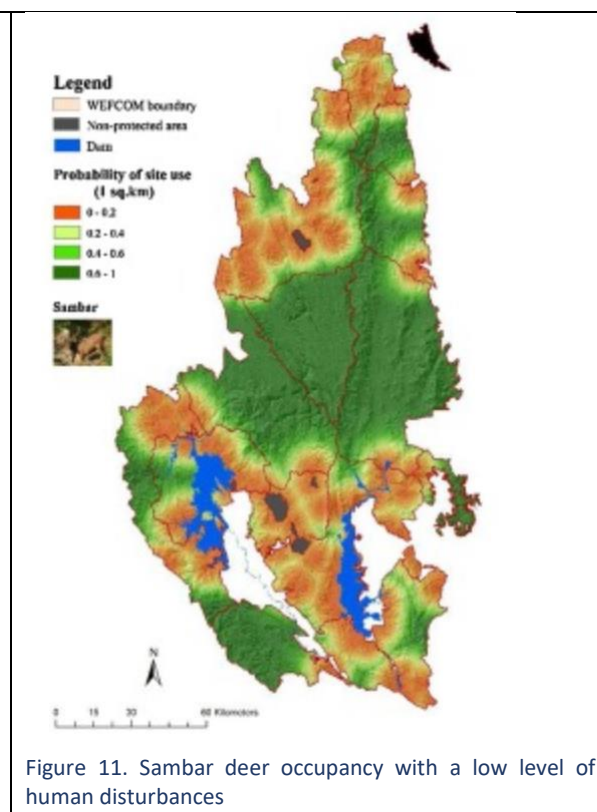 Legend
WEFCOM boundary
Non-protected area
Dam
Probability of site use
(1 sq.km)
0 - 0.2
0.2 - 0.4
0.4 - 0.6
0.6 - 1
Sambar
N
0 15 30 60 Kilometers
Figure 11. Sambar deer occupancy with a low level of
human disturbances